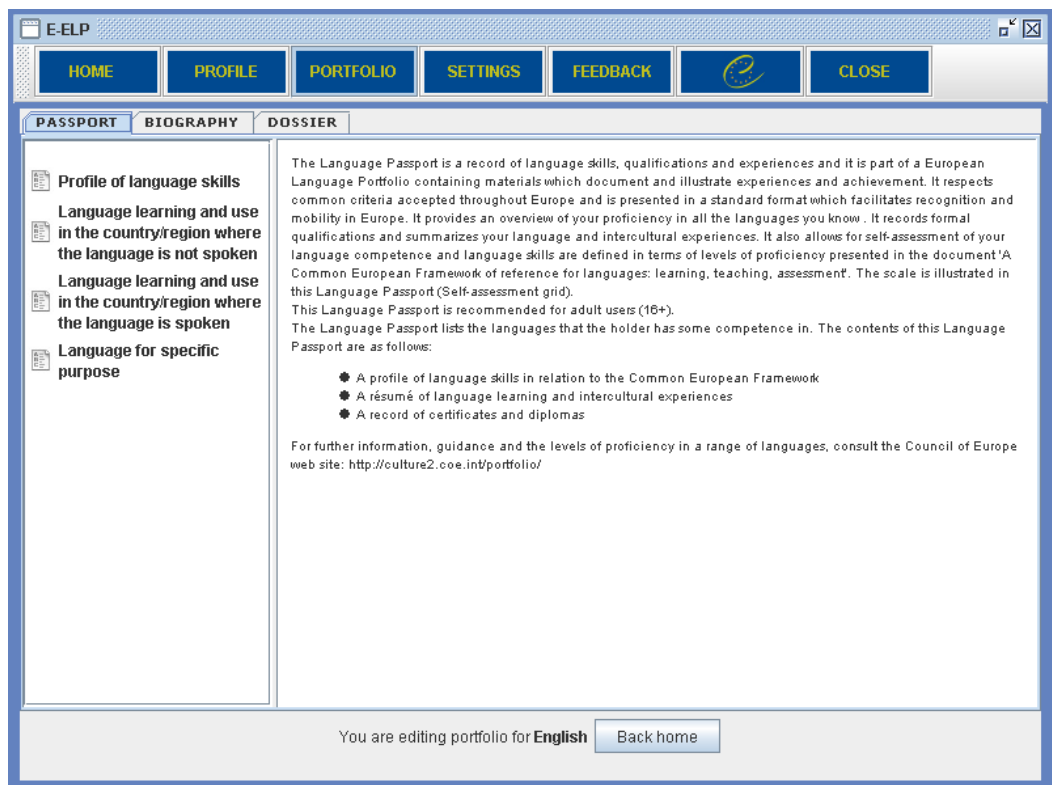 E-ELP
HOME PROFILE PORTFOLIO SETTINGS FEEDBACK CLOSE
PASSPORT BIOGRAPHY DOSSIER
Profile of language skills
Language learning and use
in the country/region where
the language is not spoken
Language learning and use
in the country/region where
the language is spoken
Language for specific
purpose
The Language Passport is a record of language skills, qualifications and experiences and it is part of a European
Language Portfolio containing materials which document and illustrate experiences and achievement. It respects
common criteria accepted throughout Europe and is presented in a standard format which facilitates recognition and
mobility in Europe. It provides an overview of your proficiency in all the languages you know . It records formal
qualifications and summarizes your language and intercultural experiences. It also allows for self-assessment of your
language competence and language skills are defined in terms of levels of proficiency presented in the document 'A
Common European Framework of reference for languages: learning, teaching, assessment'. The scale is illustrated in
this Language Passport (Self-assessment grid).
This Language Passport is recommended for adult users (16+).
The Language Passport lists the languages that the holder has some competence in. The contents of this Language
Passport are as follows:
A profile of language skills in relation to the Common European Framework
A résumé of language learning and intercultural experiences
A record of certificates and diplomas
For further information, guidance and the levels of proficiency in a range of languages, consult the Council of Europe
web site: http://culture2.coe.int/portfolio/
You are editing portfolio for English Back home